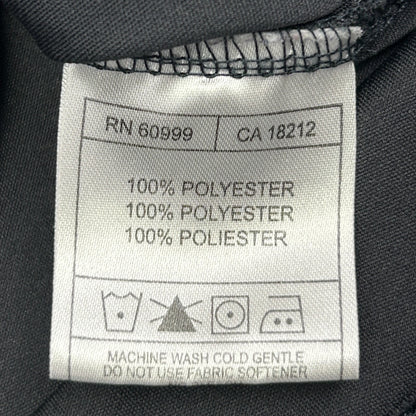 RN 60999 CA 18212
100% POLYESTER
100% POLYESTER
100% POLIESTER
MACHINE WASH COLD GENTLE
DO NOT USE FABRIC SOFTENER